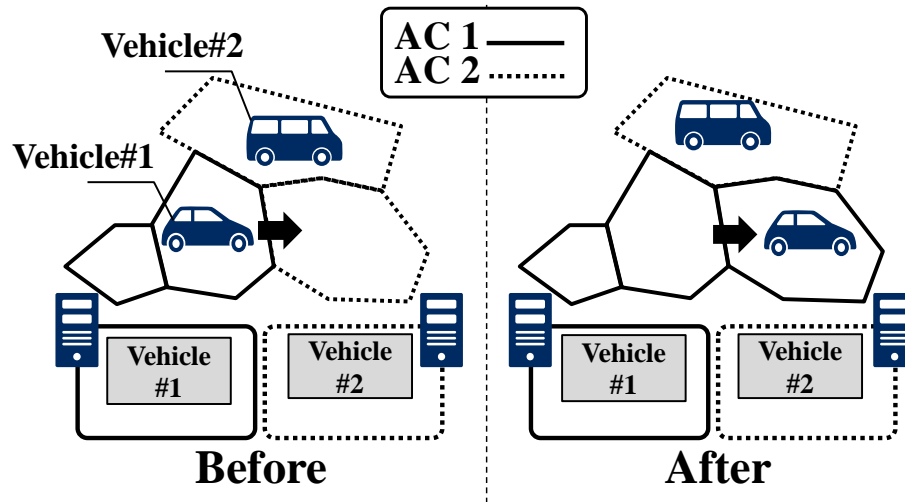 Vehicle#2
AC 1
AC 2
Vehicle#1
Vehicle
#1
Vehicle
#2
Vehicle
#1
Vehicle
#2
Before
After